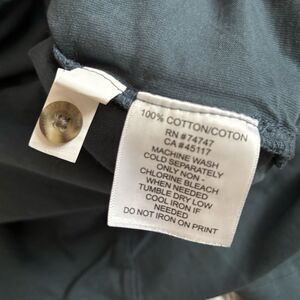 100% COTTON/COTON
RN #74747
CA #45117
MACHINE WASH
COLD SEPARATELY
ONLY NON -
CHLORINE BLEACH
WHEN NEEDED
TUMBLE DRY LOW
COOL IRON IF
NEEDED
DO NOT IRON ON PRINT